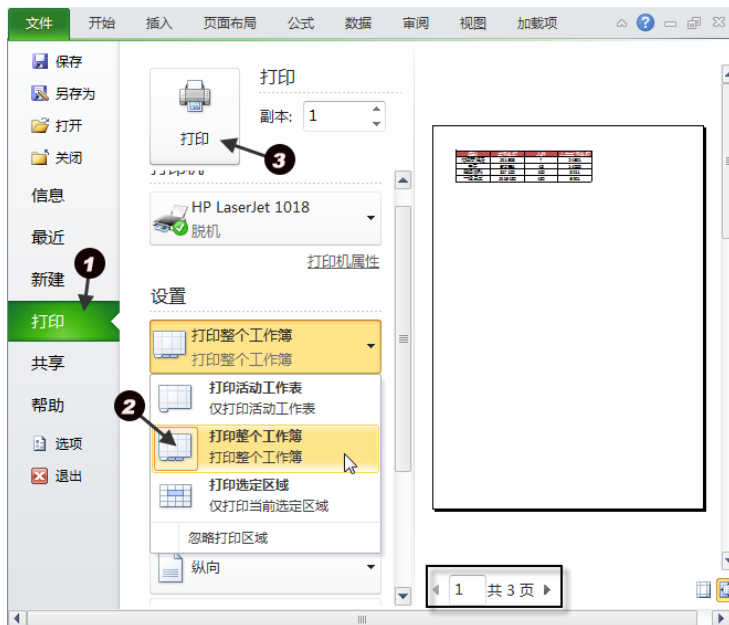 文件 开始 插入 页面布局 公式 数据 审阅 视图 加载项
保存
另存为
打开
关闭
信息
最近
新建
打印
共享
帮助
选项
退出
打印
打印
副本: 1
HP LaserJet 1018
脱机
打印机属性
设置
打印整个工作簿
打印整个工作簿
打印活动工作表
仅打印活动工作表
打印整个工作簿
打印整个工作簿
打印选定区域
仅打印当前选定区域
忽略打印区域
纵向
1
2
3
1 共 3 页